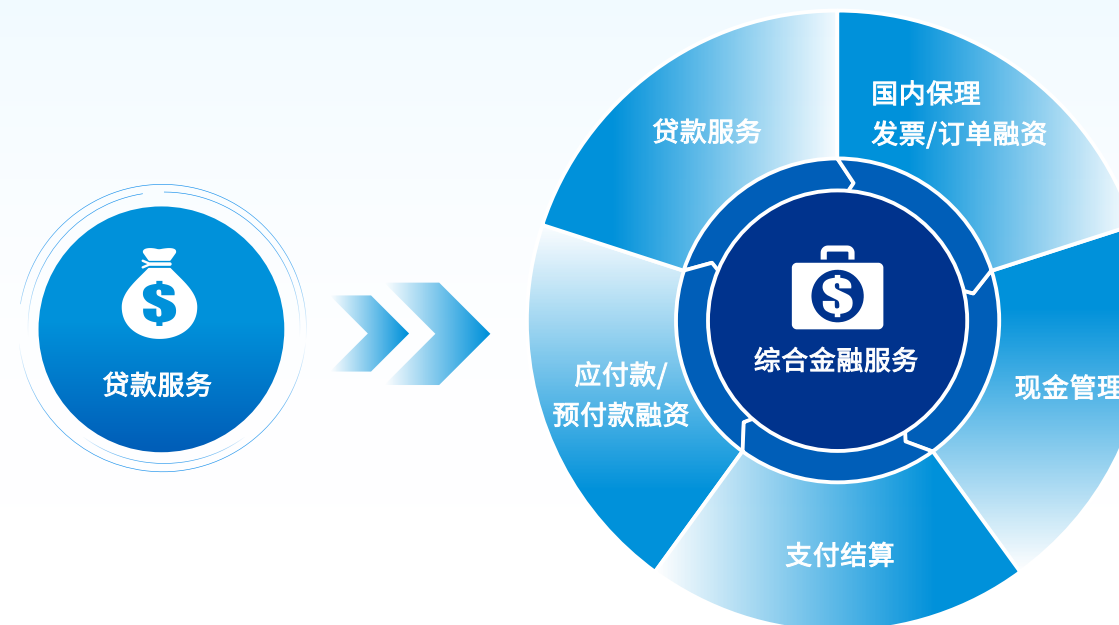 贷款服务
贷款服务
国内保理
发票/订单融资
应付款/
预付款融资
综合金融服务
现金管理
支付结算